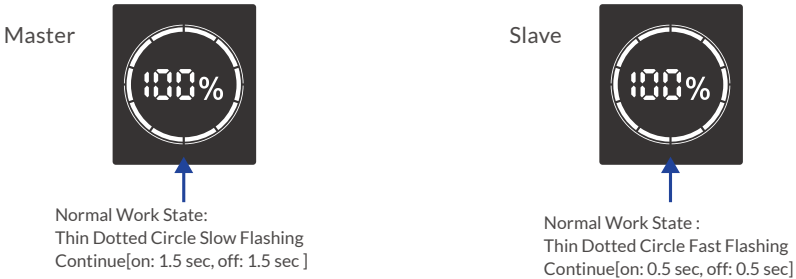 Master
100%
Normal Work State:
Thin Dotted Circle Slow Flashing
Continue[on: 1.5 sec, off: 1.5 sec ]
Slave
100%
Normal Work State :
Thin Dotted Circle Fast Flashing
Continue[on: 0.5 sec, off: 0.5 sec]